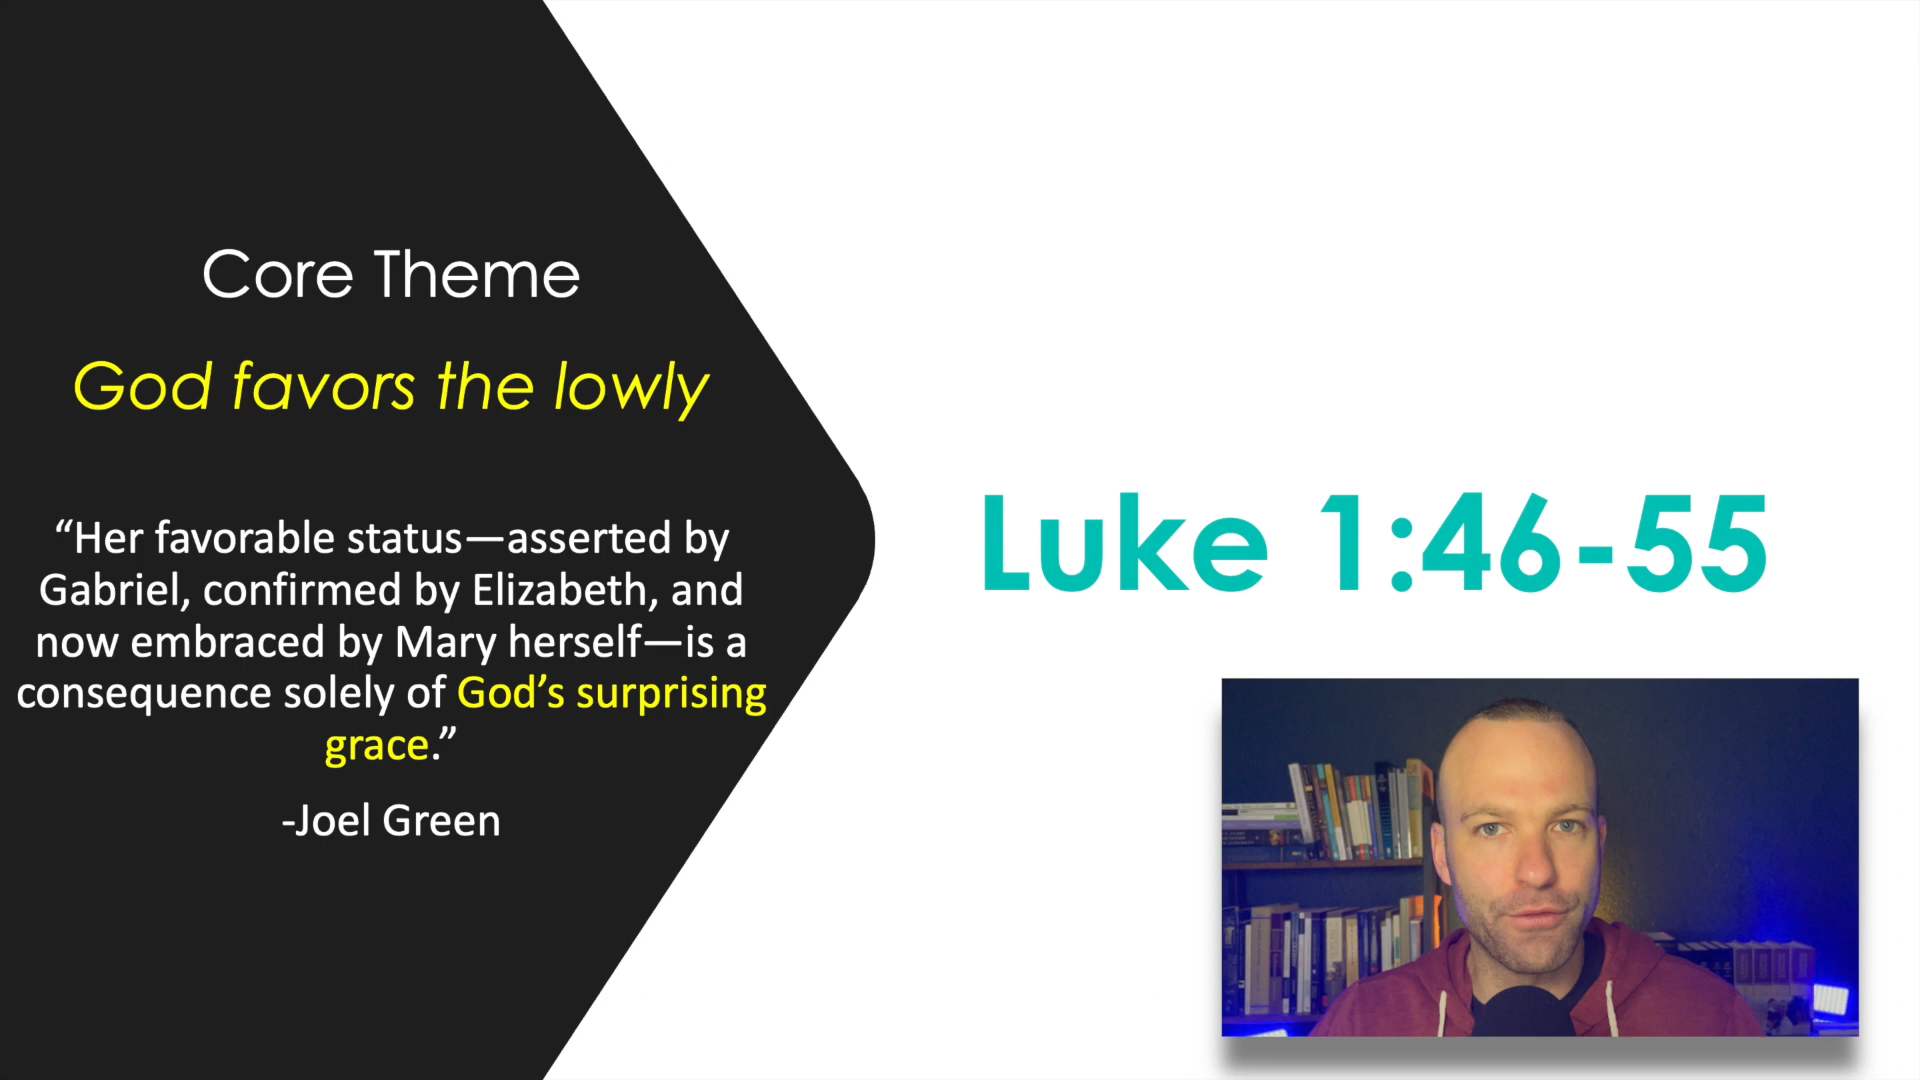 Core Theme
God favors the lowly
“Her favorable status—asserted by
Gabriel, confirmed by Elizabeth, and
now embraced by Mary herself—is a
consequence solely of God’s surprising
grace.”
-Joel Green
Luke 1:46-55